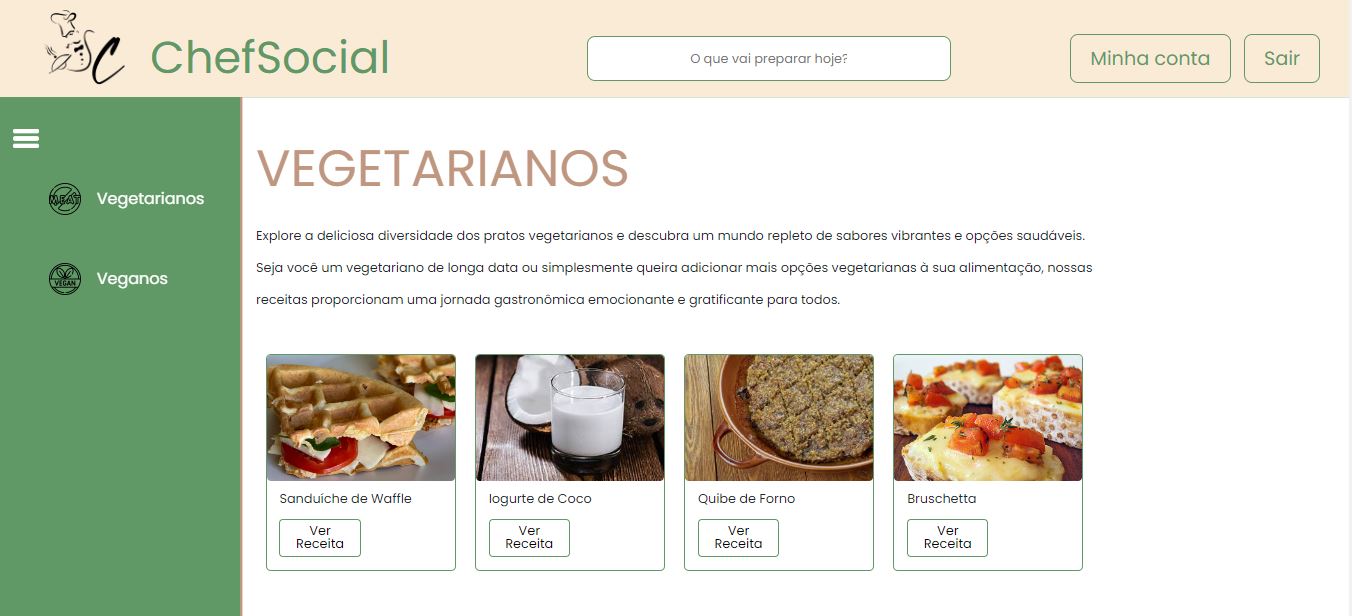 ChefSocial
O que vai preparar hoje?
Minha conta
Sair
MEAT
Vegetarianos
VEGAN
Veganos
VEGETARIANOS
Explore a deliciosa diversidade dos pratos vegetarianos e descubra um mundo repleto de sabores vibrantes e opções saudáveis.
Seja você um vegetariano de longa data ou simplesmente queira adicionar mais opções vegetarianas à sua alimentação, nossas
receitas proporcionam uma jornada gastronômica emocionante e gratificante para todos.
Sanduíche de Waffle
Iogurte de Coco
Quibe de Forno
Bruschetta
Ver
Receita
Ver
Receita
Ver
Receita
Ver
Receita